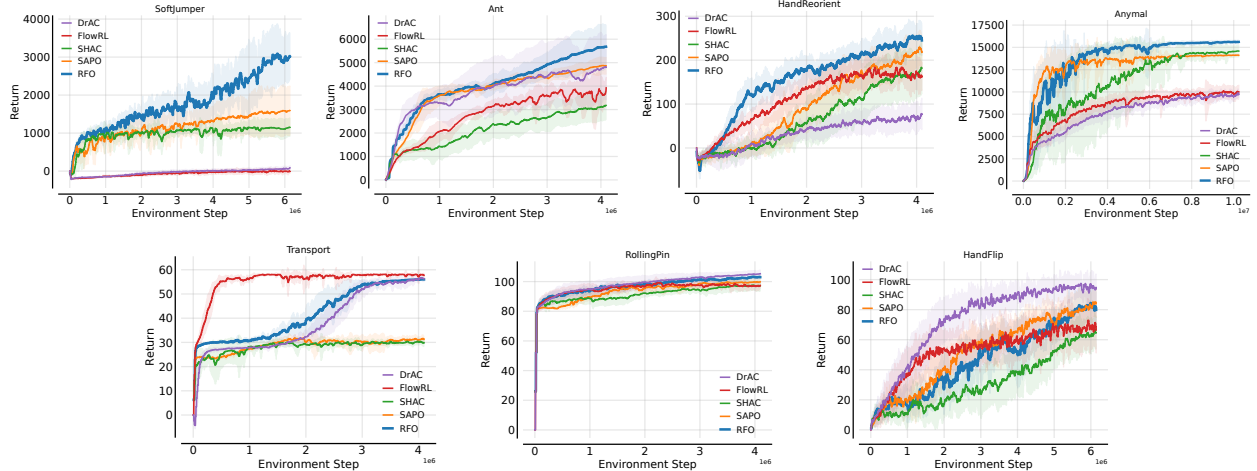 SoftJumper
4000
3000
2000
1000
0
Return
0 1 2 3 4 5 6
Environment Step
1e6
DrAC
FlowRL
SHAC
SAPO
RFO
Ant
6000
5000
4000
3000
2000
1000
0
Return
0 1 2 3 4
Environment Step
1e6
DrAC
FlowRL
SHAC
SAPO
RFO
HandReorient
300
200
100
0
Return
0 1 2 3 4
Environment Step
1e6
DrAC
FlowRL
SHAC
SAPO
RFO
Anymal
17500
15000
12500
10000
7500
5000
2500
0
Return
0.0 0.2 0.4 0.6 0.8 1.0
Environment Step
1e7
DrAC
FlowRL
SHAC
SAPO
RFO
Transport
60
50
40
30
20
10
0
Return
0 1 2 3 4
Environment Step
1e6
DrAC
FlowRL
SHAC
SAPO
RFO
RollingPin
100
80
60
40
20
0
Return
0 1 2 3 4
Environment Step
1e6
DrAC
FlowRL
SHAC
SAPO
RFO
HandFlip
100
80
60
40
20
0
Return
0 1 2 3 4 5 6
Environment Step
1e6
DrAC
FlowRL
SHAC
SAPO
RFO